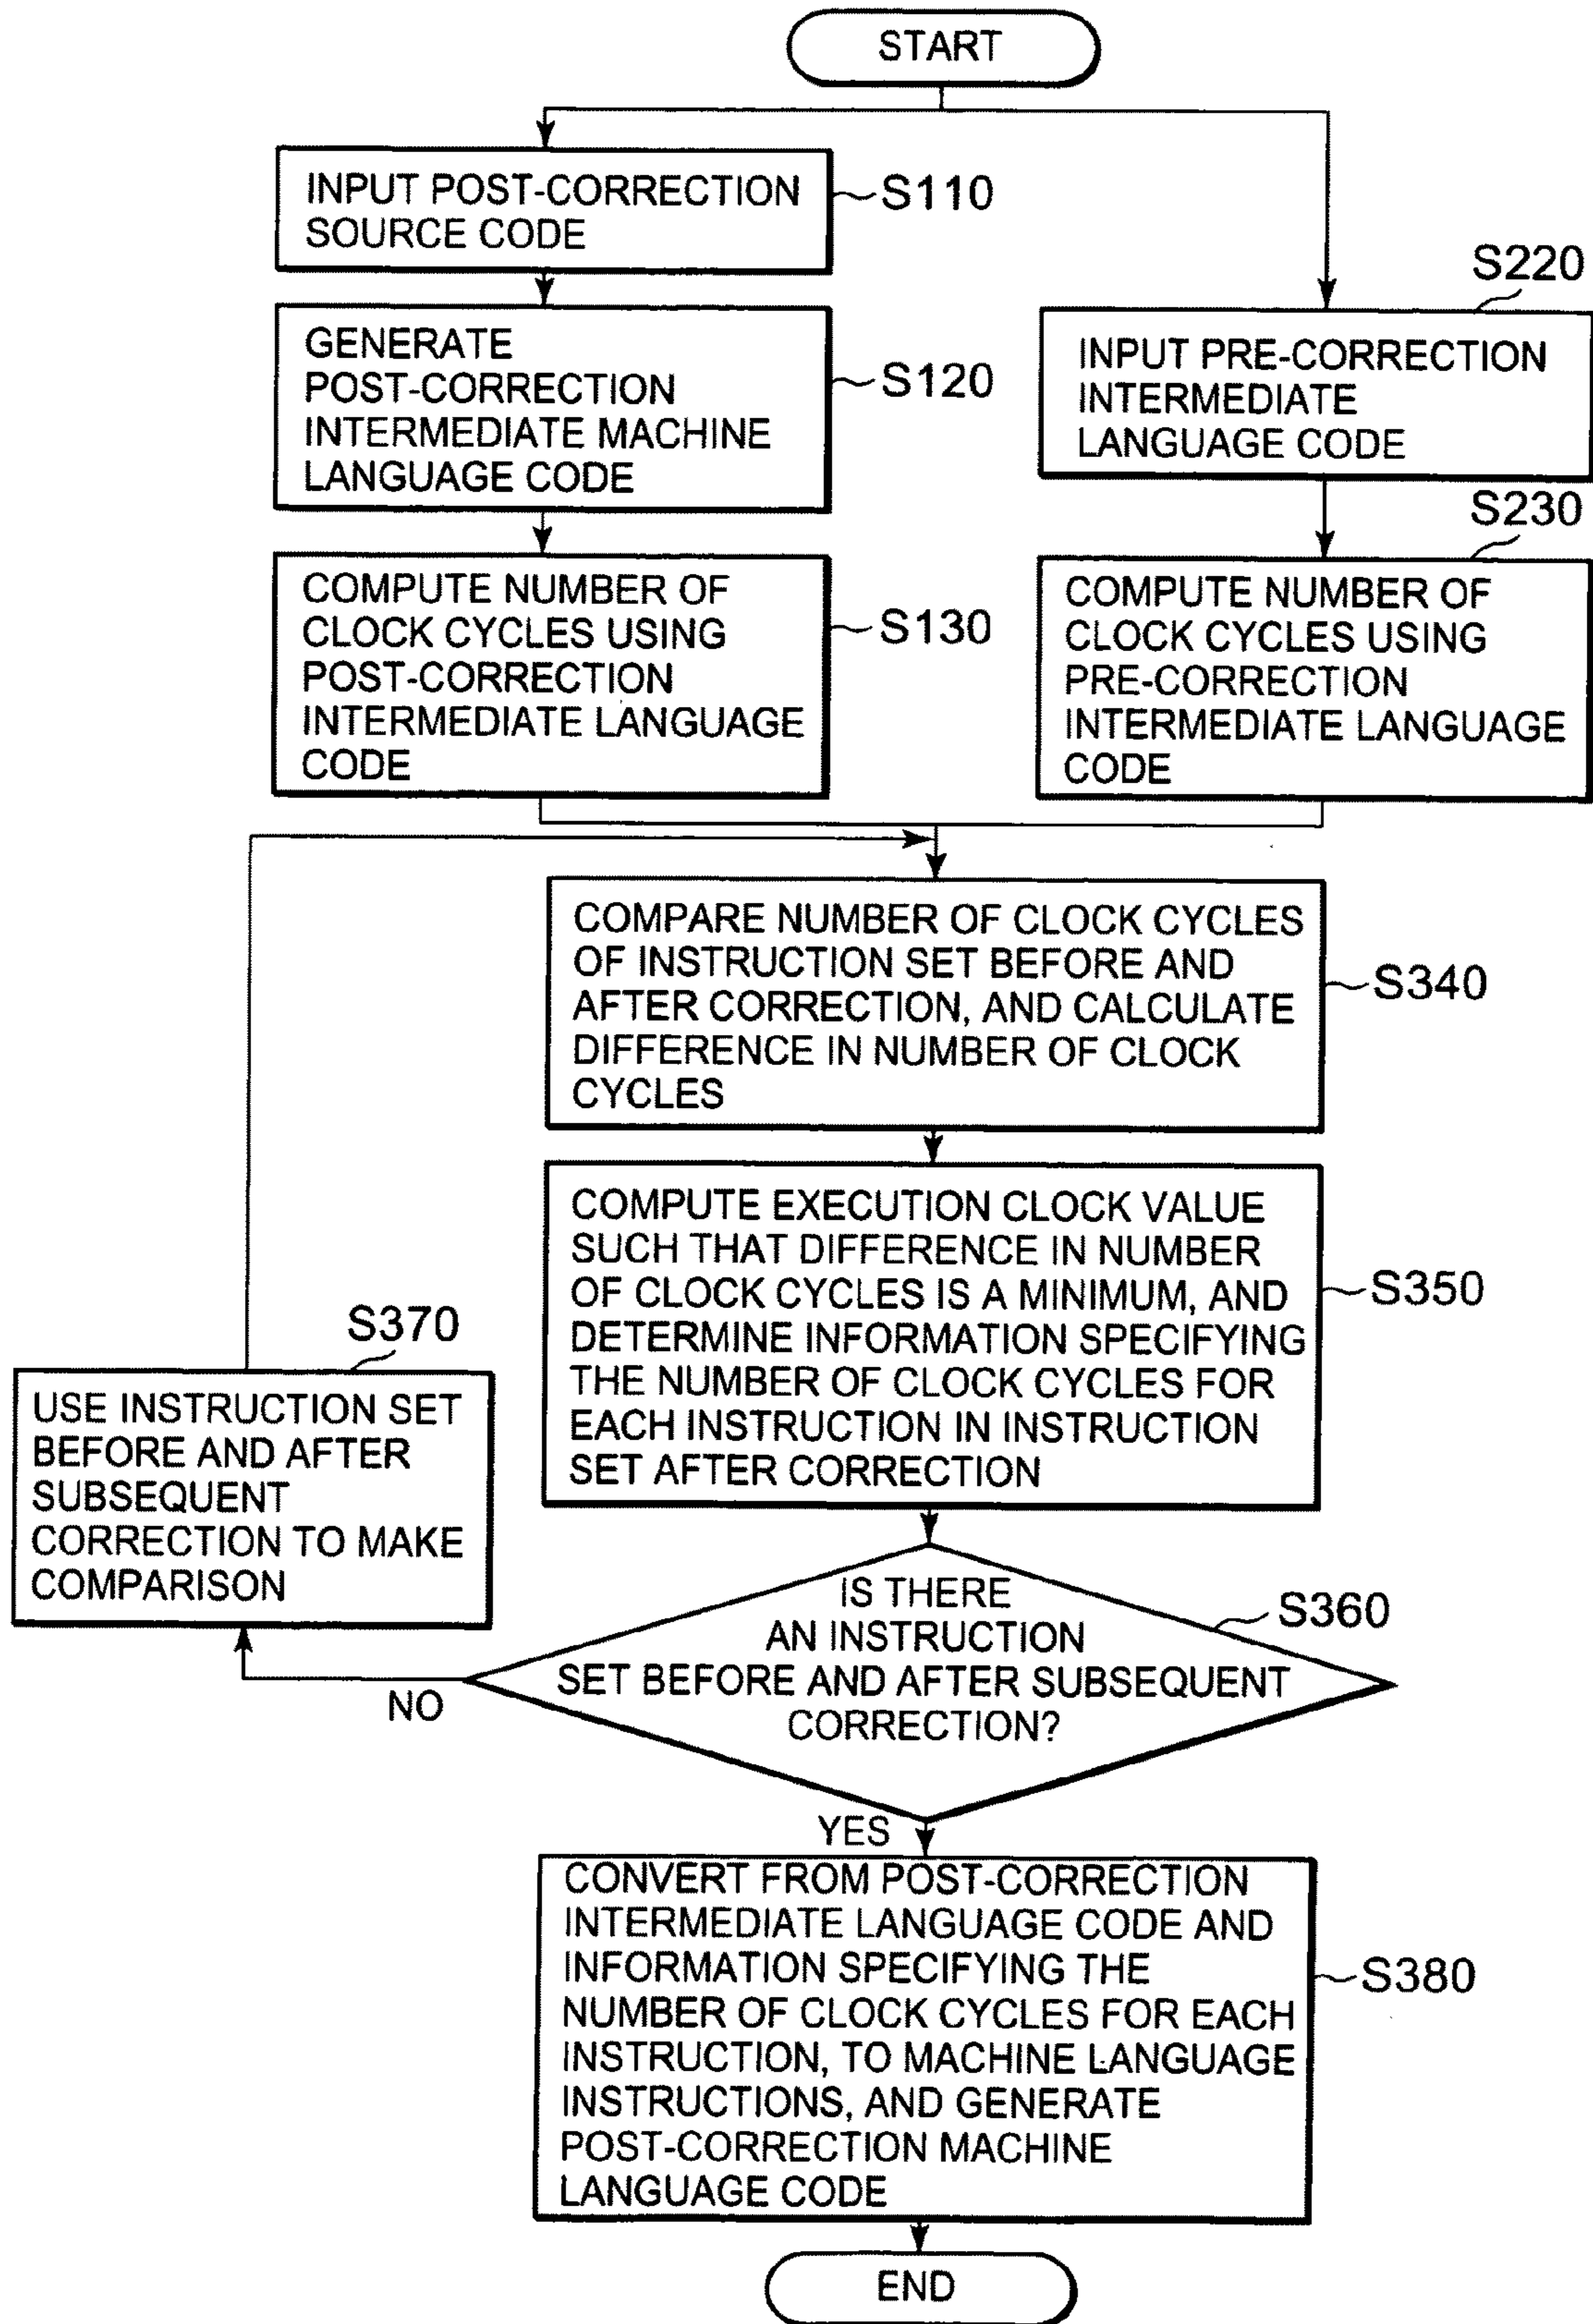 START
INPUT POST-CORRECTION
SOURCE CODE
S110
GENERATE
POST-CORRECTION
INTERMEDIATE MACHINE
LANGUAGE CODE
S120
S220
INPUT PRE-CORRECTION
INTERMEDIATE
LANGUAGE CODE
COMPUTE NUMBER OF
CLOCK CYCLES USING
POST-CORRECTION
INTERMEDIATE LANGUAGE
CODE
S130
S230
COMPUTE NUMBER OF
CLOCK CYCLES USING
PRE-CORRECTION
INTERMEDIATE LANGUAGE
CODE
COMPARE NUMBER OF CLOCK CYCLES
OF INSTRUCTION SET BEFORE AND
AFTER CORRECTION, AND CALCULATE
DIFFERENCE IN NUMBER OF CLOCK
CYCLES
S340
COMPUTE EXECUTION CLOCK VALUE
SUCH THAT DIFFERENCE IN NUMBER
OF CLOCK CYCLES IS A MINIMUM, AND
DETERMINE INFORMATION SPECIFYING
THE NUMBER OF CLOCK CYCLES FOR
EACH INSTRUCTION IN INSTRUCTION
SET AFTER CORRECTION
S350
S370
USE INSTRUCTION SET
BEFORE AND AFTER
SUBSEQUENT
CORRECTION TO MAKE
COMPARISON
IS THERE
AN INSTRUCTION
SET BEFORE AND AFTER SUBSEQUENT
CORRECTION?
S360
NO
YES
CONVERT FROM POST-CORRECTION
INTERMEDIATE LANGUAGE CODE AND
INFORMATION SPECIFYING THE
NUMBER OF CLOCK CYCLES FOR EACH
INSTRUCTION, TO MACHINE LANGUAGE
INSTRUCTIONS, AND GENERATE
POST-CORRECTION MACHINE
LANGUAGE CODE
S380
END